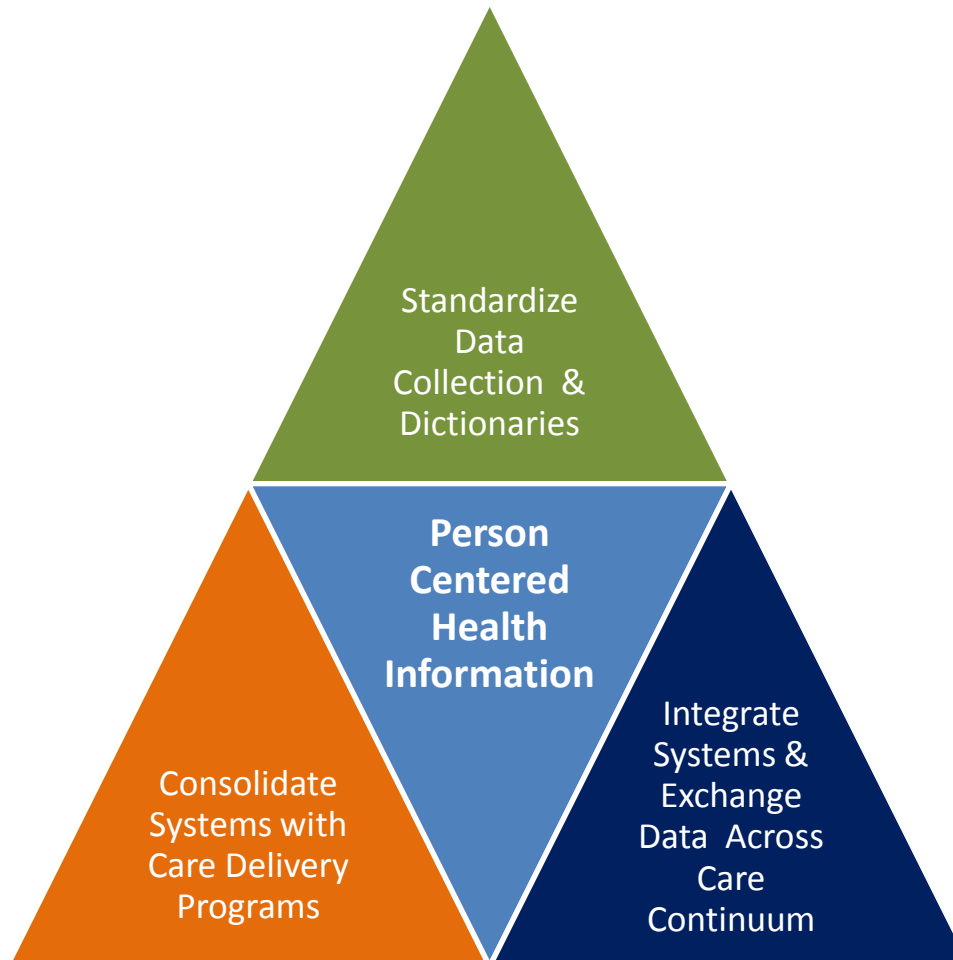 Standardize
Data
Collection &
Dictionaries
Person
Centered
Health
Information
Consolidate
Systems with
Care Delivery
Programs
Integrate
Systems &
Exchange
Data Across
Care
Continuum